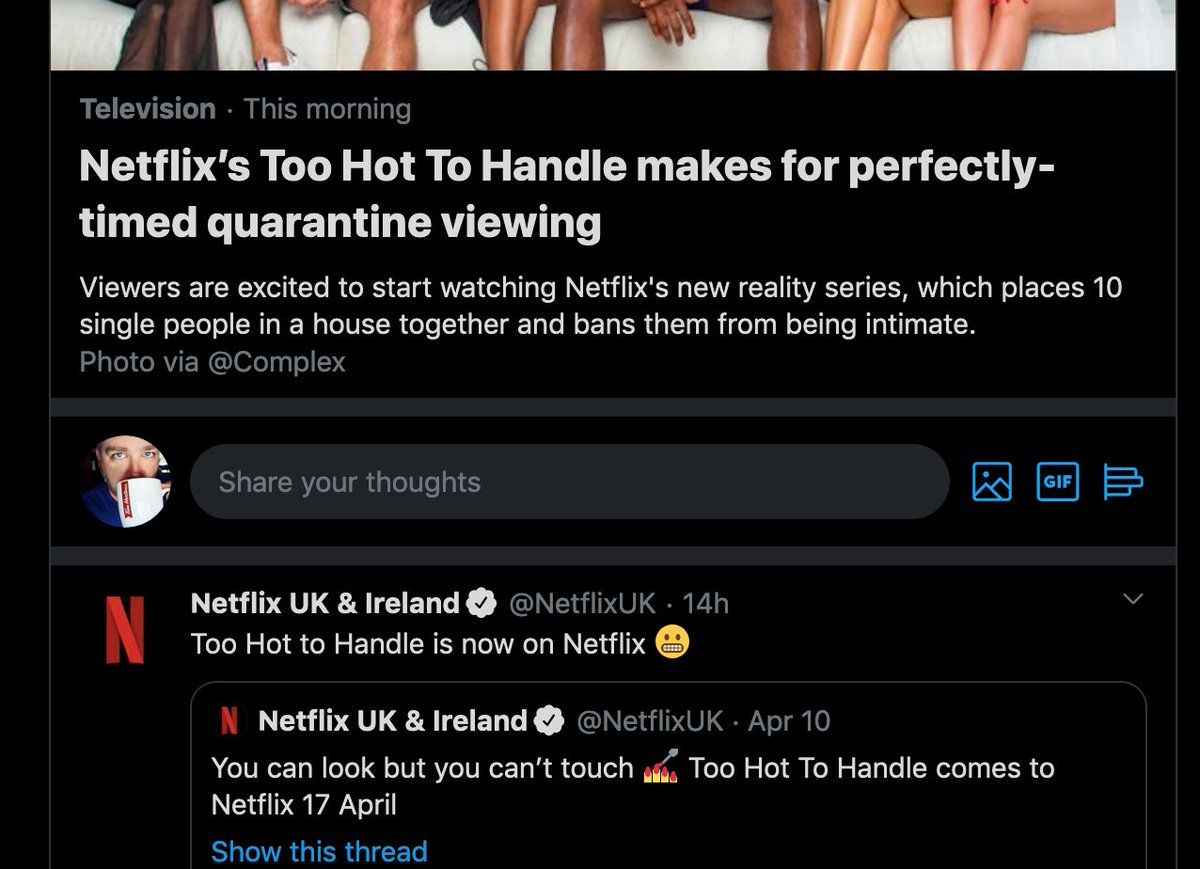 Television · This morning
Netflix’s Too Hot To Handle makes for perfectly-
timed quarantine viewing
Viewers are excited to start watching Netflix's new reality series, which places 10
single people in a house together and bans them from being intimate.
Photo via @Complex
Share your thoughts
GIF
Netflix UK & Ireland @NetflixUK · 14h
Too Hot to Handle is now on Netflix 😬
Netflix UK & Ireland @NetflixUK · Apr 10
You can look but you can’t touch Too Hot To Handle comes to
Netflix 17 April
Show this thread